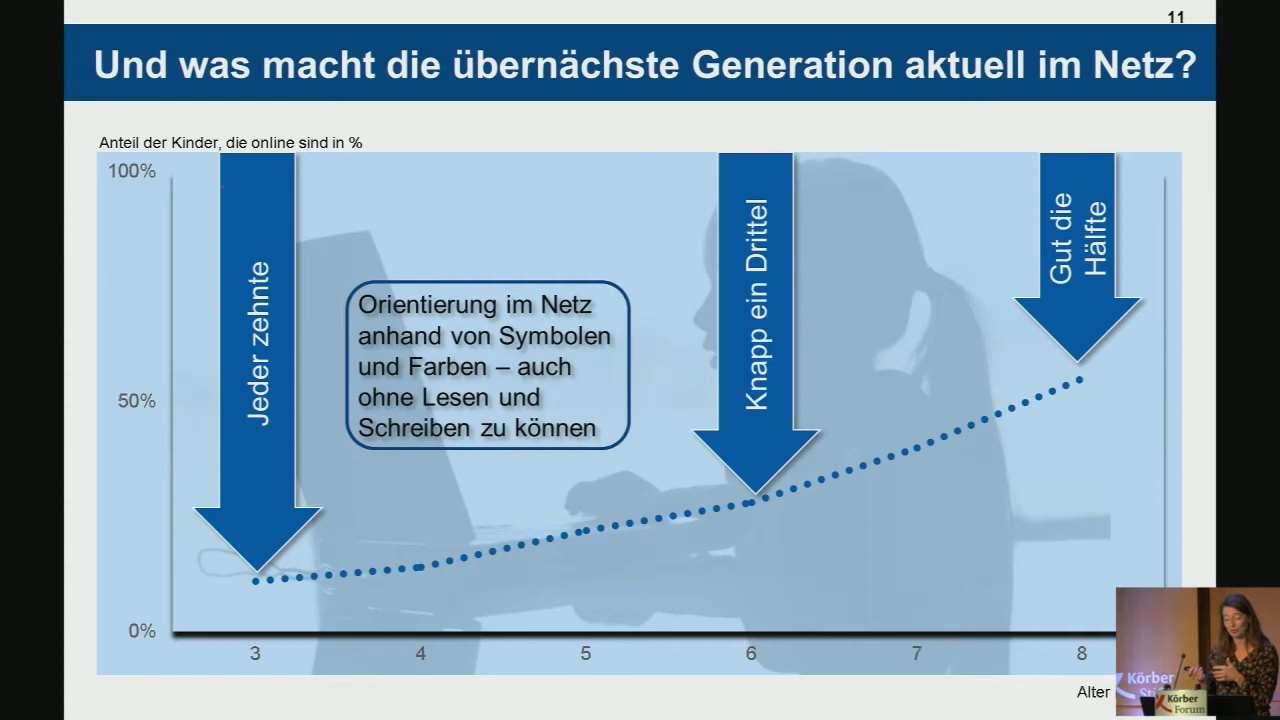 11
Und was macht die übernächste Generation aktuell im Netz?
Anteil der Kinder, die online sind in %
100%
50%
0%
Jeder zehnte
Orientierung im Netz
anhand von Symbolen
und Farben – auch
ohne Lesen und
Schreiben zu können
Knapp ein Drittel
Gut die
Hälfte
3
4
5
6
7
8
Alter
Körber
Körber
Forum